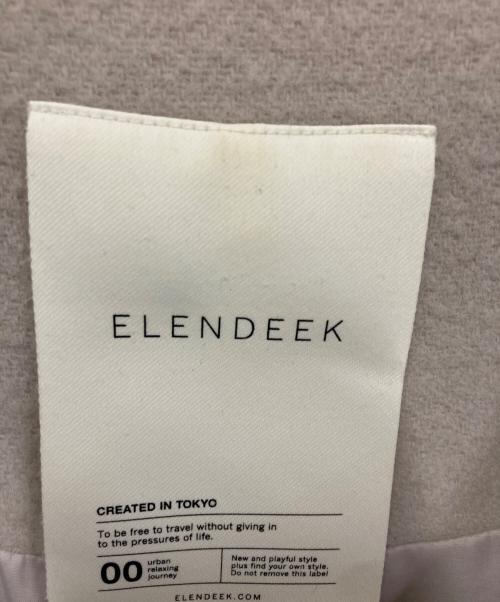 ELENDEEK
CREATED IN TOKYO
To be free to travel without giving in
to the pressures of life.
00
urban
relaxing
journey
New and playful style
plus find your own style.
Do not remove this label
ELENDEEK.COM